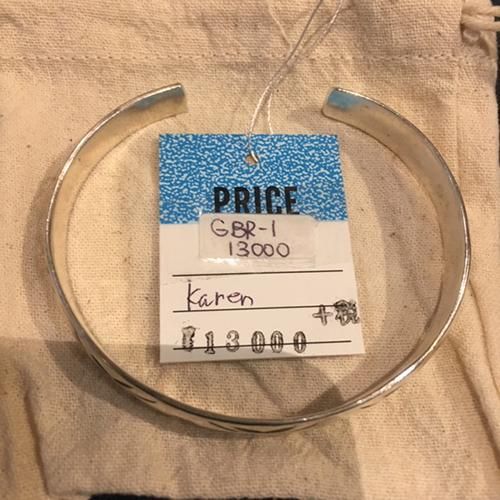 PRICE
GBR-1
13000
Karen
+税
¥13000